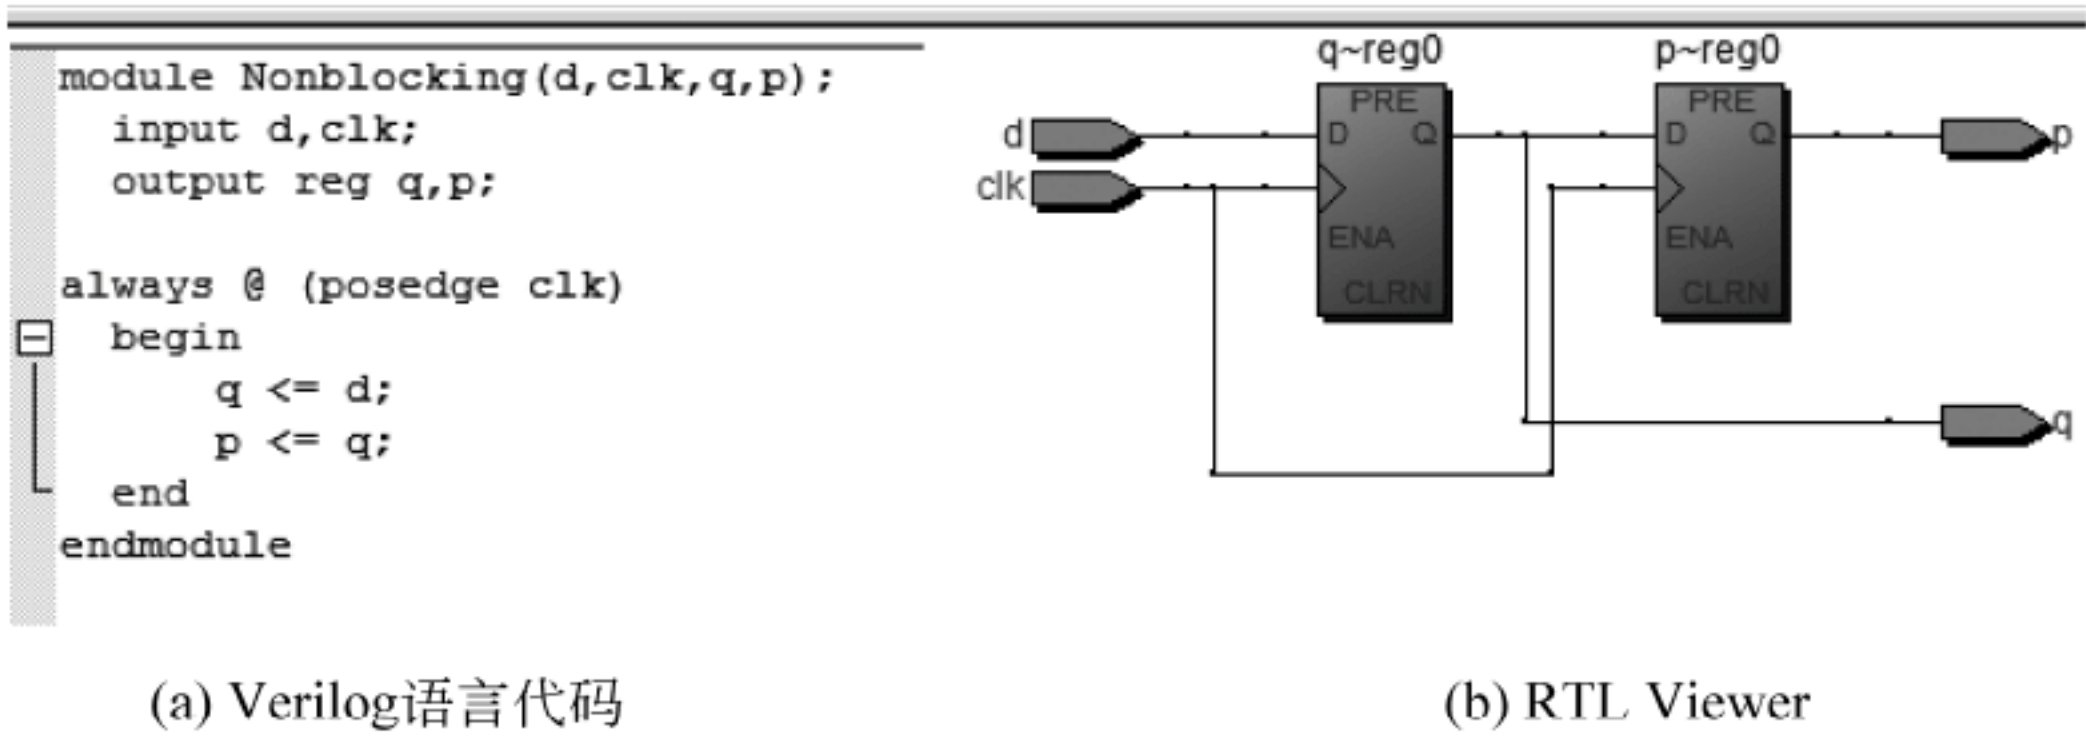 module Nonblocking(d,clk,q,p);
input d,clk;
output reg q,p;
always @ (posedge clk)
begin
q <= d;
p <= q;
end
endmodule
(a) Verilog语言代码
q~reg0
p~reg0
PRE
PRE
d
D
Q
D
Q
p
clk
ENA
ENA
CLRN
CLRN
q
(b) RTL Viewer